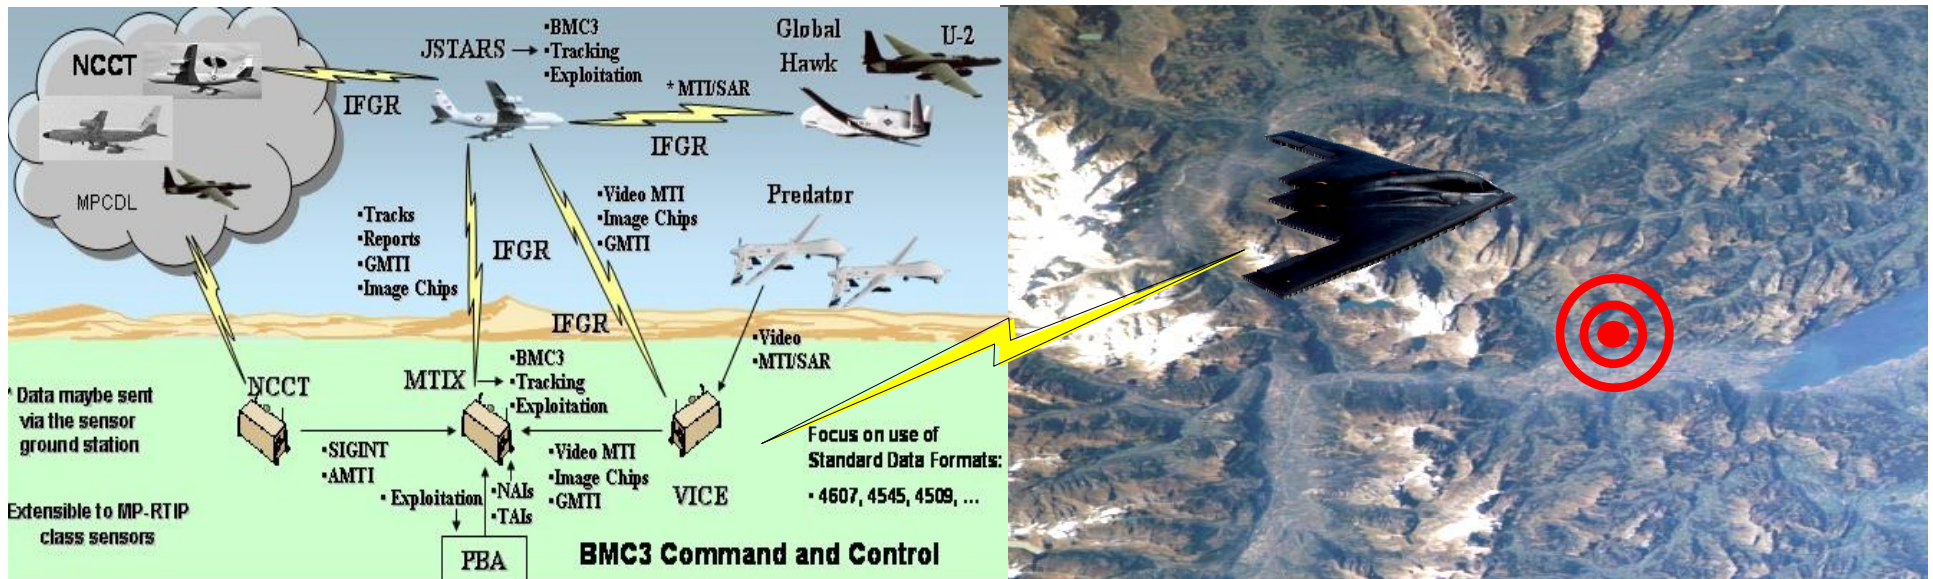 NCCT
IFGR
MPCDL
JSTARS
•BMC3
•Tracking
•Exploitation
Global
Hawk
U-2
* MTI/SAR
IFGR
•Tracks
•Reports
•GMTI
•Image Chips
IFGR
•Video MTI
•Image Chips
•GMTI
Predator
IFGR
•Video
•MTI/SAR
* Data maybe sent
via the sensor
ground station
Extensible to MP-RTIP
class sensors
NCCT
•SIGINT
•AMTI
MTIX
•BMC3
•Tracking
•Exploitation
• Exploitation
•NAIs
•TAIs
PBA
•Video MTI
•Image Chips
•GMTI
VICE
Focus on use of
Standard Data Formats:
• 4607, 4545, 4509, ...
BMC3 Command and Control